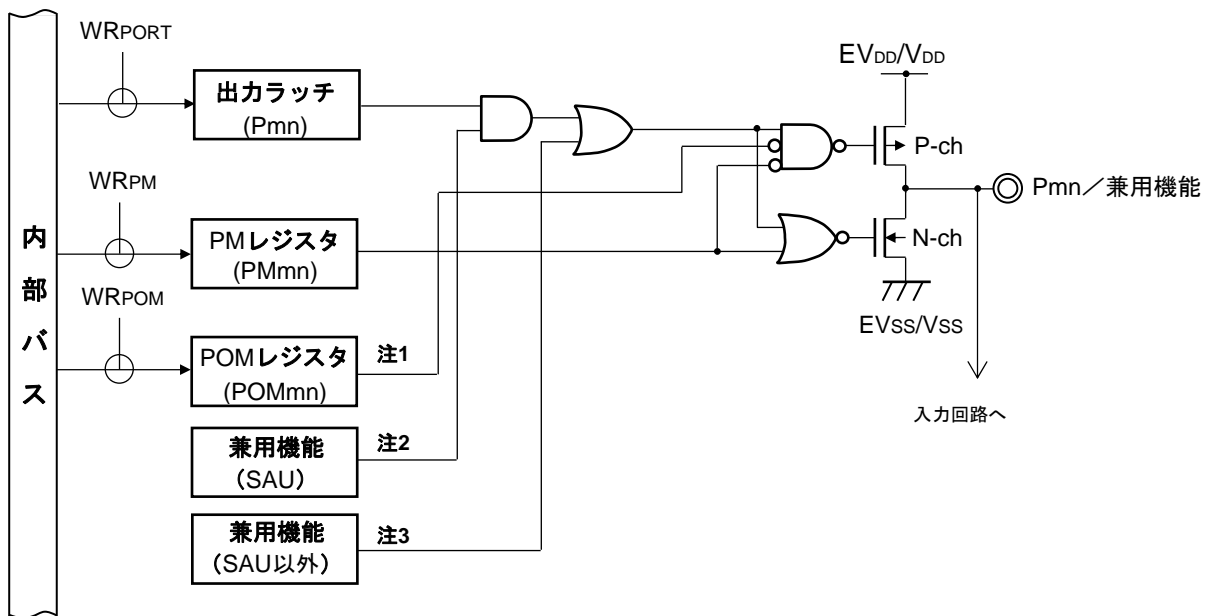 WRPORT
出力ラッチ
(Pmn)
EVDD/VDD
P-ch
Pmn／兼用機能
WRPM
PMレジスタ
(PMmn)
N-ch
EVSS/VSS
内部バス
WRPOM
POMレジスタ
(POMmn)
注1
入力回路へ
兼用機能
（SAU）
注2
兼用機能
（SAU以外）
注3